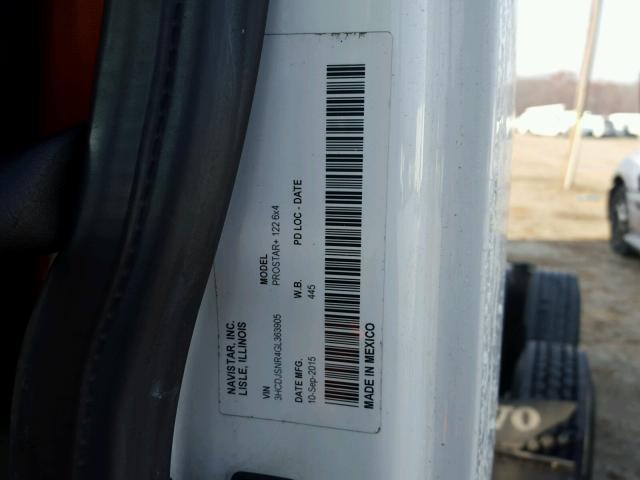 NAVISTAR, INC.
LISLE, ILLINOIS
VIN MODEL
3HCDJSNR4GL363905 PROSTAR+ 122 6x4
DATE MFG. W.B. PD LOC - DATE
10-Sep-2015 445
MADE IN MEXICO
VO